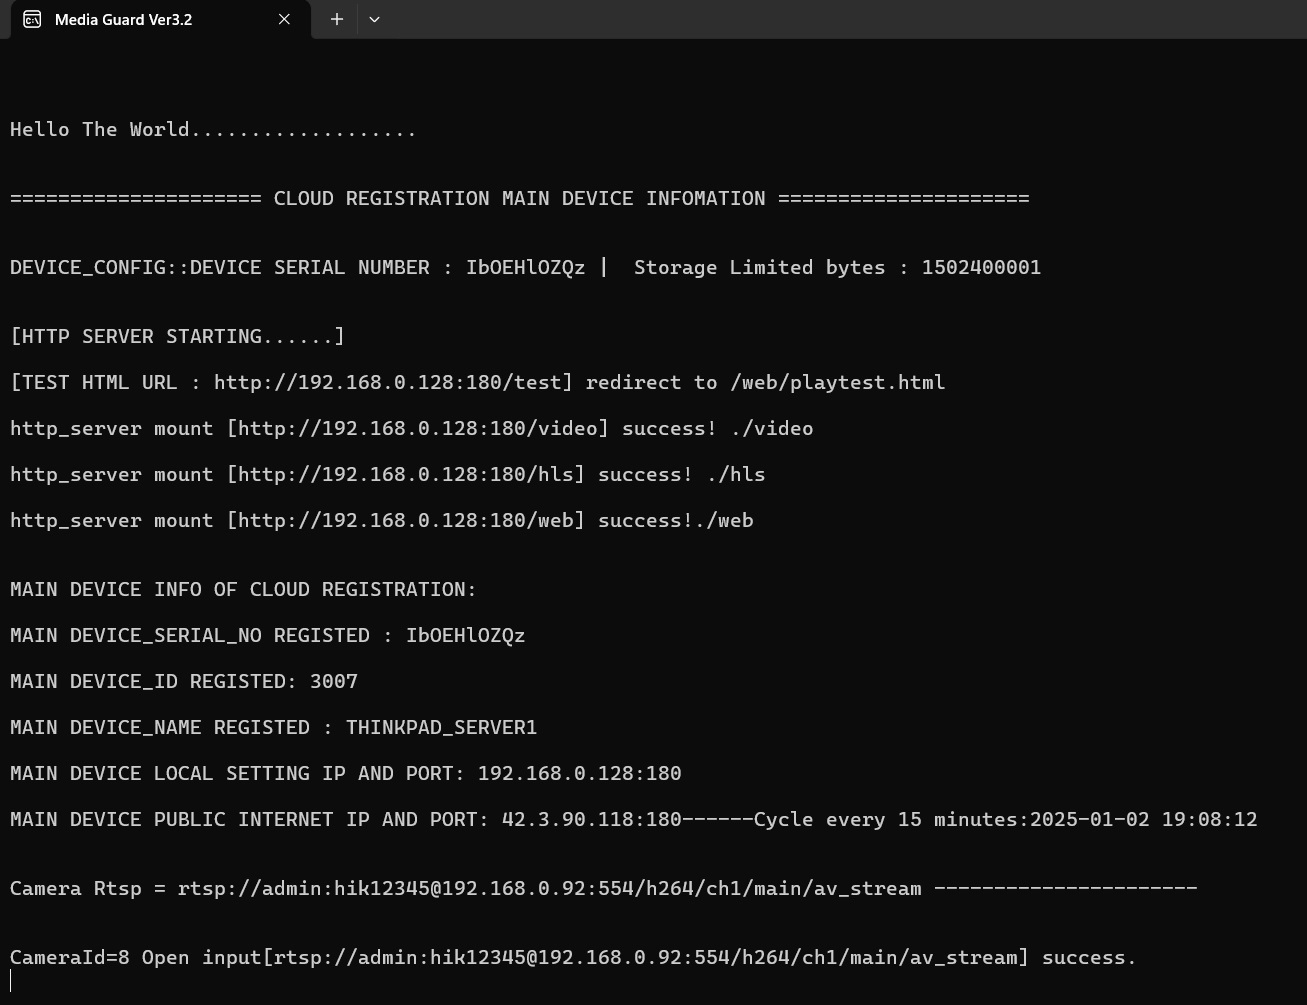 Media Guard Ver3.2
Hello The World...................
===================== CLOUD REGISTRATION MAIN DEVICE INFOMATION =====================
DEVICE_CONFIG::DEVICE SERIAL NUMBER : IbOEHlOZQz |  Storage Limited bytes : 1502400001
[HTTP SERVER STARTING......]
[TEST HTML URL : http://192.168.0.128:180/test] redirect to /web/playtest.html
http_server mount [http://192.168.0.128:180/video] success! ./video
http_server mount [http://192.168.0.128:180/hls] success! ./hls
http_server mount [http://192.168.0.128:180/web] success!./web
MAIN DEVICE INFO OF CLOUD REGISTRATION:
MAIN DEVICE_SERIAL_NO REGISTED : IbOEHlOZQz
MAIN DEVICE_ID REGISTED: 3007
MAIN DEVICE_NAME REGISTED : THINKPAD_SERVER1
MAIN DEVICE LOCAL SETTING IP AND PORT: 192.168.0.128:180
MAIN DEVICE PUBLIC INTERNET IP AND PORT: 42.3.90.118:180------Cycle every 15 minutes:2025-01-02 19:08:12
Camera Rtsp = rtsp://admin:hik12345@192.168.0.92:554/h264/ch1/main/av_stream ----------------------
CameraId=8 Open input[rtsp://admin:hik12345@192.168.0.92:554/h264/ch1/main/av_stream] success.